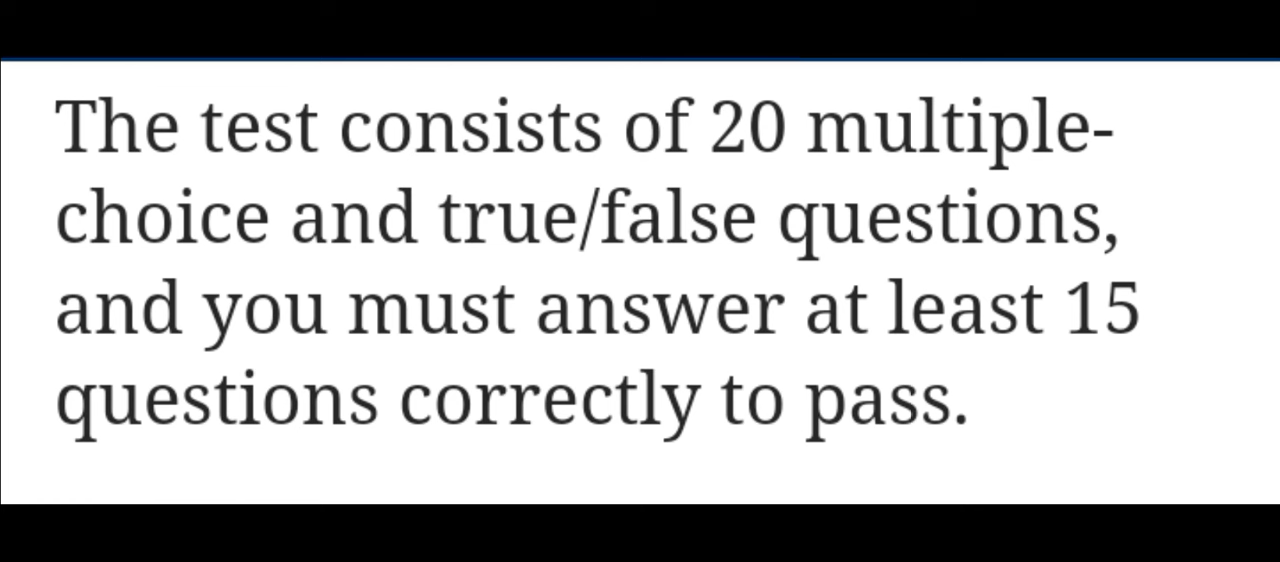 The test consists of 20 multiple-
choice and true/false questions,
and you must answer at least 15
questions correctly to pass.